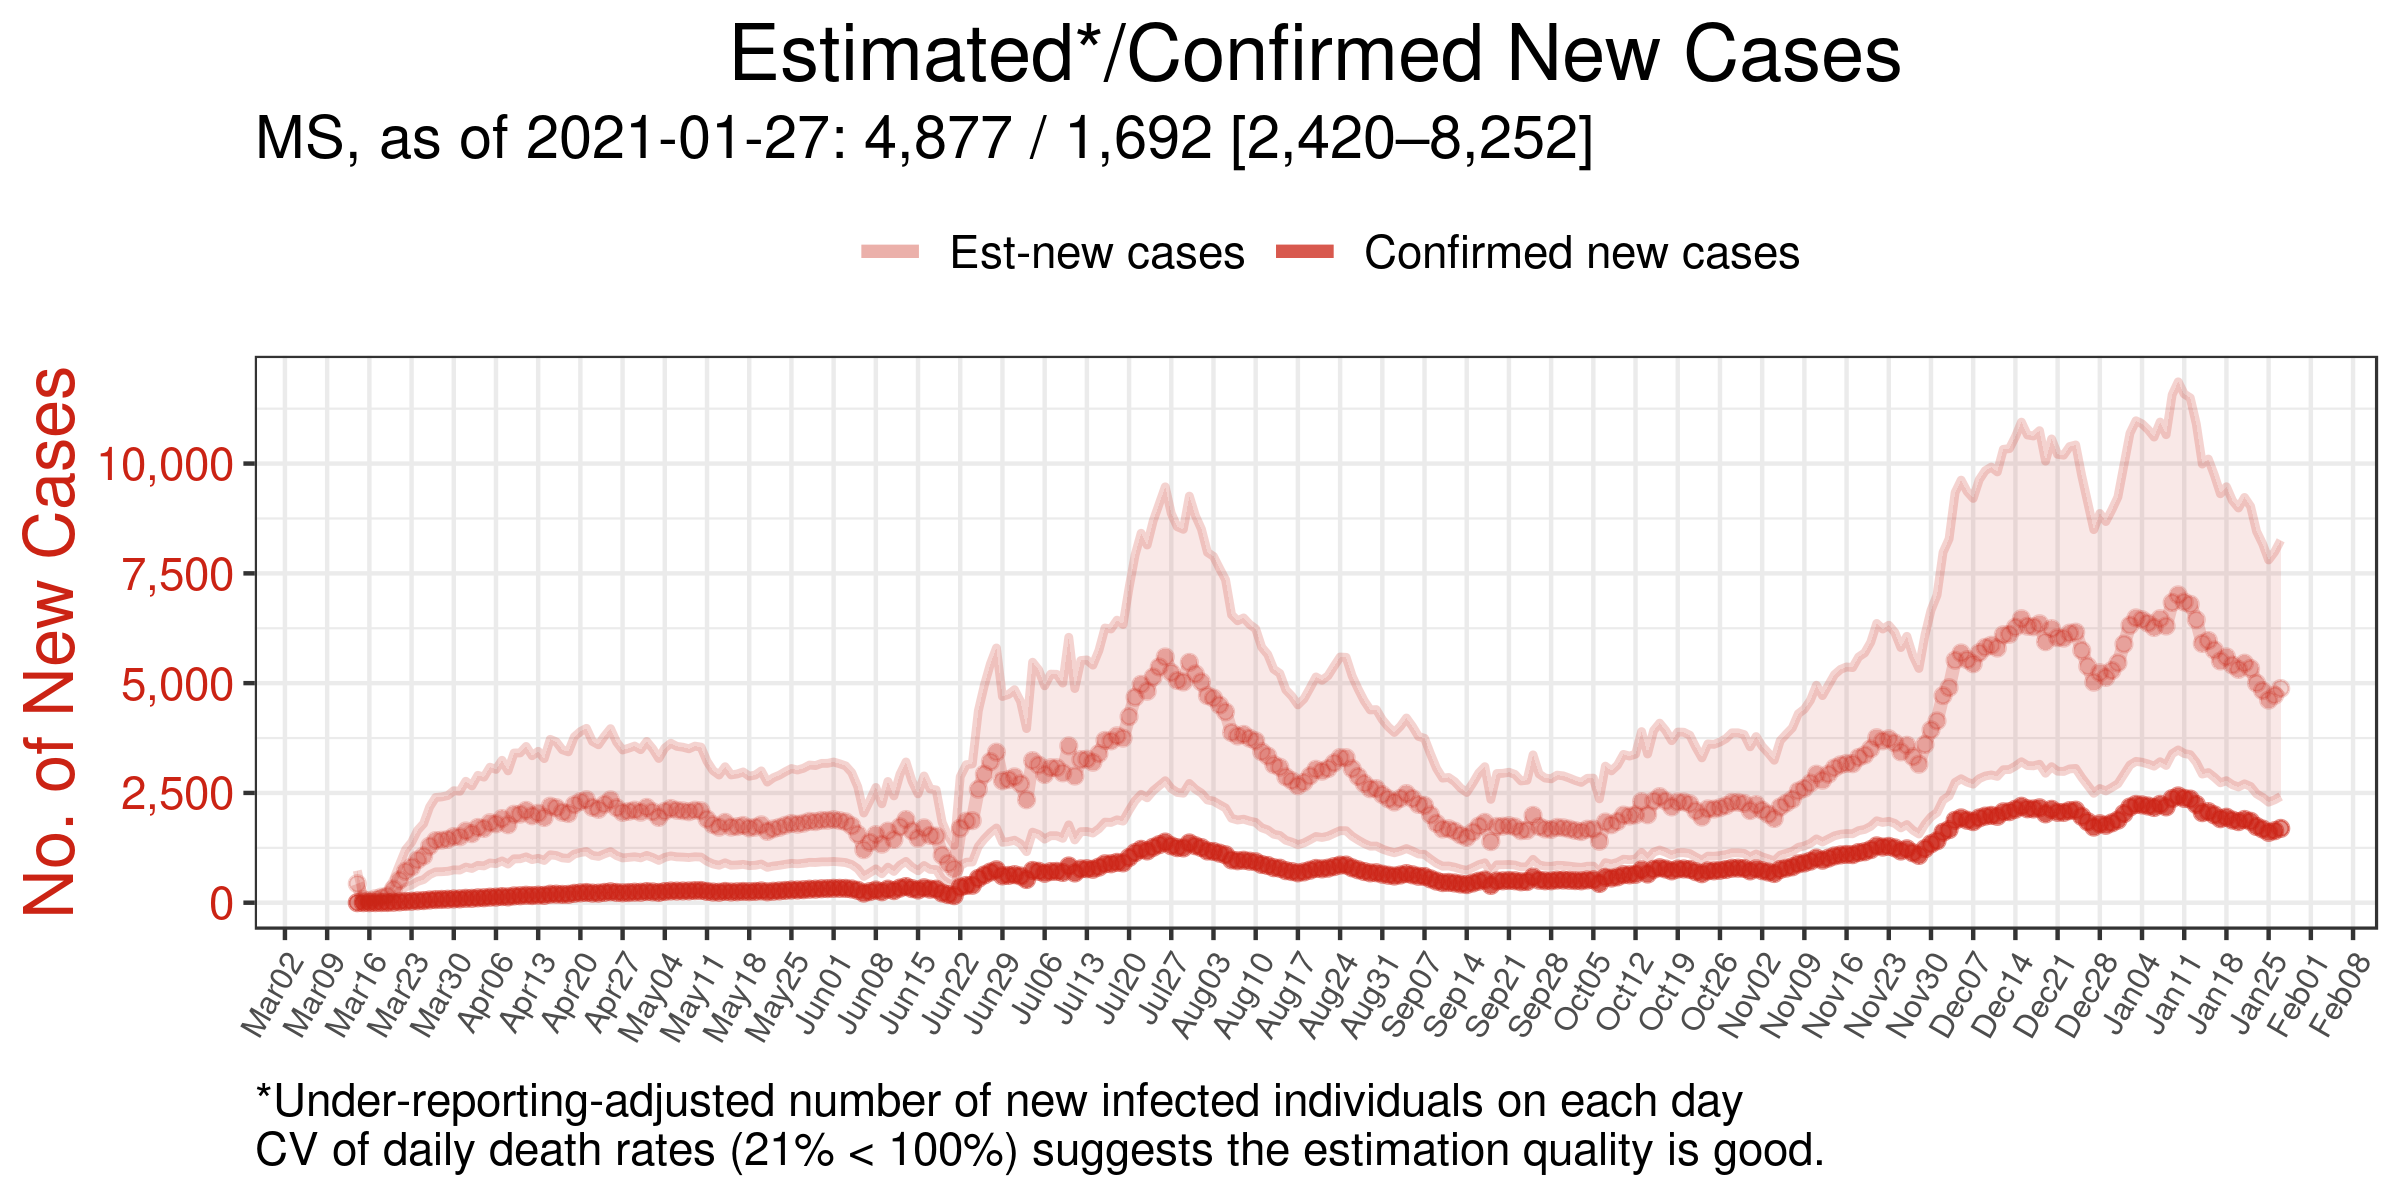 Estimated*/Confirmed New Cases
MS, as of 2021-01-27: 4,877 / 1,692 [2,420–8,252]
Est-new cases
Confirmed new cases
No. of New Cases
10,000
7,500
5,000
2,500
0
Mar02
Mar09
Mar16
Mar23
Mar30
Apr06
Apr13
Apr20
Apr27
May04
May11
May18
May25
Jun01
Jun08
Jun15
Jun22
Jun29
Jul06
Jul13
Jul20
Jul27
Aug03
Aug10
Aug17
Aug24
Aug31
Sep07
Sep14
Sep21
Sep28
Oct05
Oct12
Oct19
Oct26
Nov02
Nov09
Nov16
Nov23
Nov30
Dec07
Dec14
Dec21
Dec28
Jan04
Jan11
Jan18
Jan25
Feb01
Feb08
*Under-reporting-adjusted number of new infected individuals on each day
CV of daily death rates (21% < 100%) suggests the estimation quality is good.